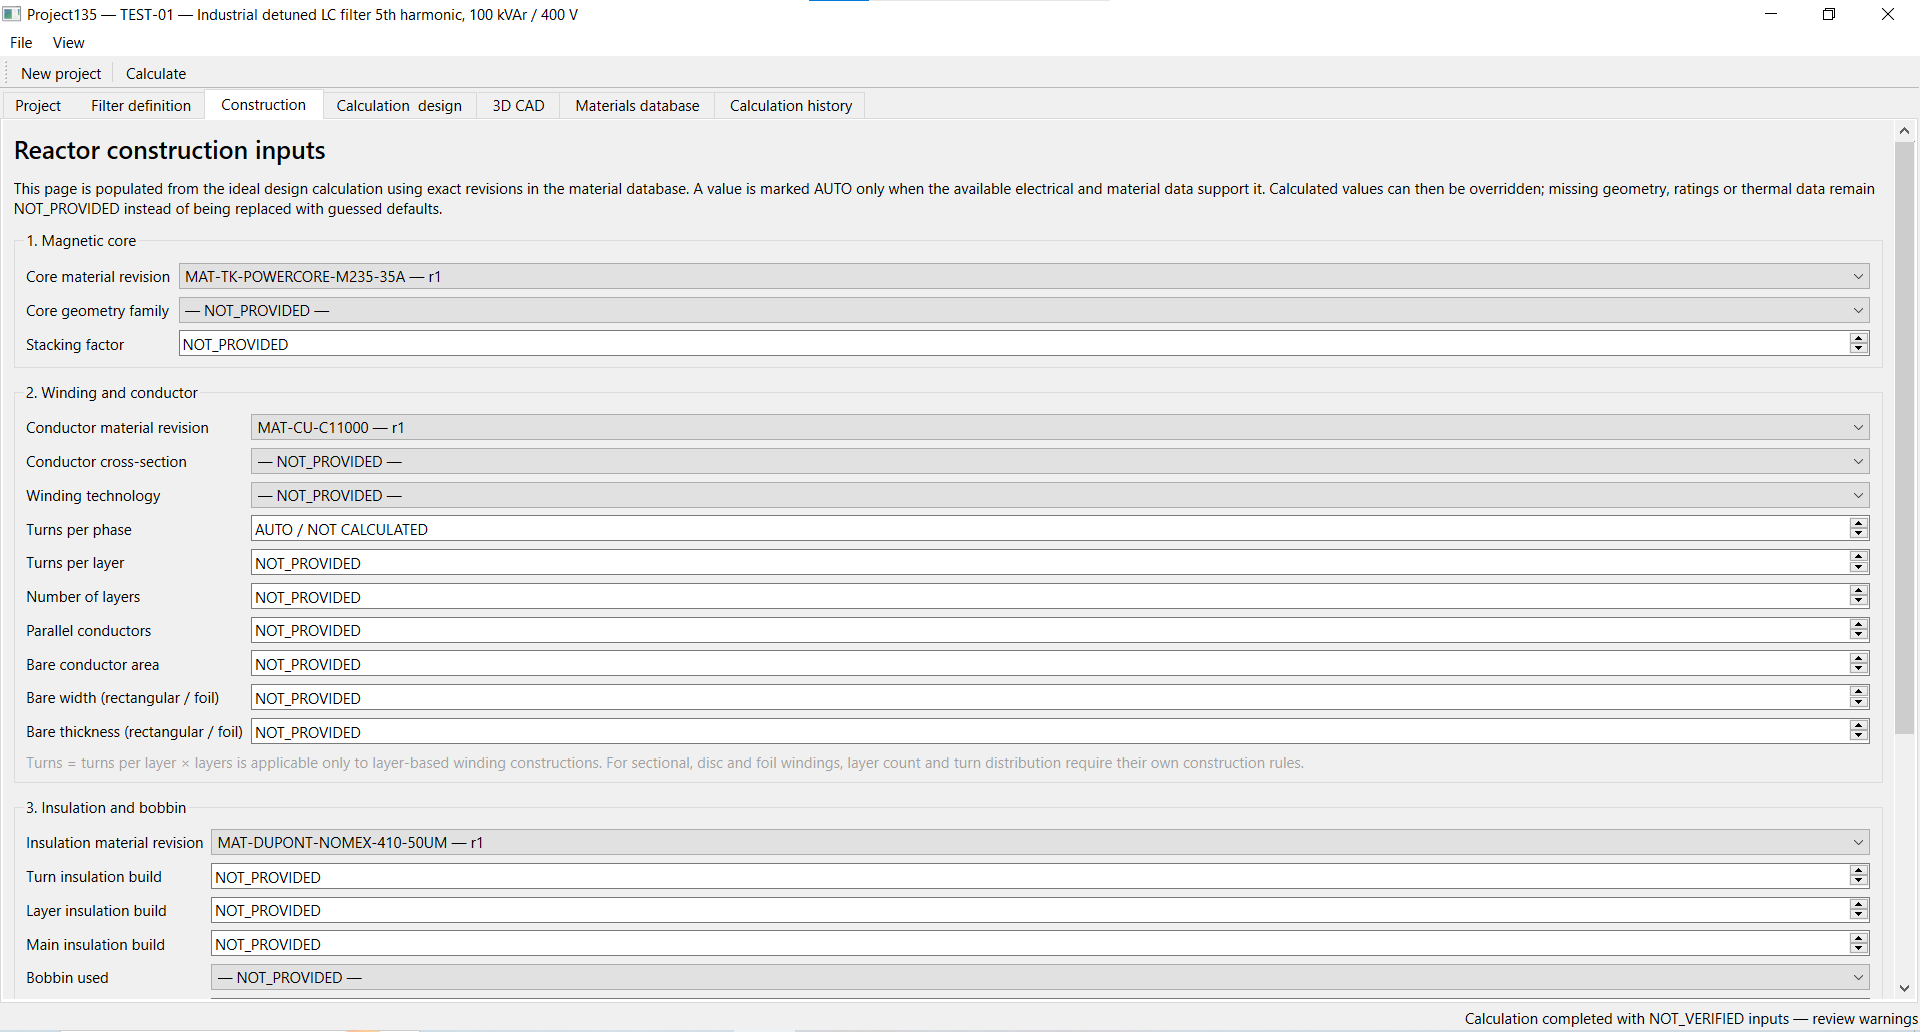 Project135 — TEST-01 — Industrial detuned LC filter 5th harmonic, 100 kVAr / 400 V
File View
New project Calculate
Project Filter definition Construction Calculation design 3D CAD Materials database Calculation history
Reactor construction inputs
This page is populated from the ideal design calculation using exact revisions in the material database. A value is marked AUTO only when the available electrical and material data support it. Calculated values can then be overridden; missing geometry, ratings or thermal data remain
NOT_PROVIDED instead of being replaced with guessed defaults.
1. Magnetic core
Core material revision MAT-TK-POWERCORE-M235-35A — r1
Core geometry family — NOT_PROVIDED —
Stacking factor NOT_PROVIDED
2. Winding and conductor
Conductor material revision MAT-CU-C11000 — r1
Conductor cross-section — NOT_PROVIDED —
Winding technology — NOT_PROVIDED —
Turns per phase AUTO / NOT CALCULATED
Turns per layer NOT_PROVIDED
Number of layers NOT_PROVIDED
Parallel conductors NOT_PROVIDED
Bare conductor area NOT_PROVIDED
Bare width (rectangular / foil) NOT_PROVIDED
Bare thickness (rectangular / foil) NOT_PROVIDED
Turns = turns per layer × layers is applicable only to layer-based winding constructions. For sectional, disc and foil windings, layer count and turn distribution require their own construction rules.
3. Insulation and bobbin
Insulation material revision MAT-DUPONT-NOMEX-410-50UM — r1
Turn insulation build NOT_PROVIDED
Layer insulation build NOT_PROVIDED
Main insulation build NOT_PROVIDED
Bobbin used — NOT_PROVIDED —
Calculation completed with NOT_VERIFIED inputs — review warnings